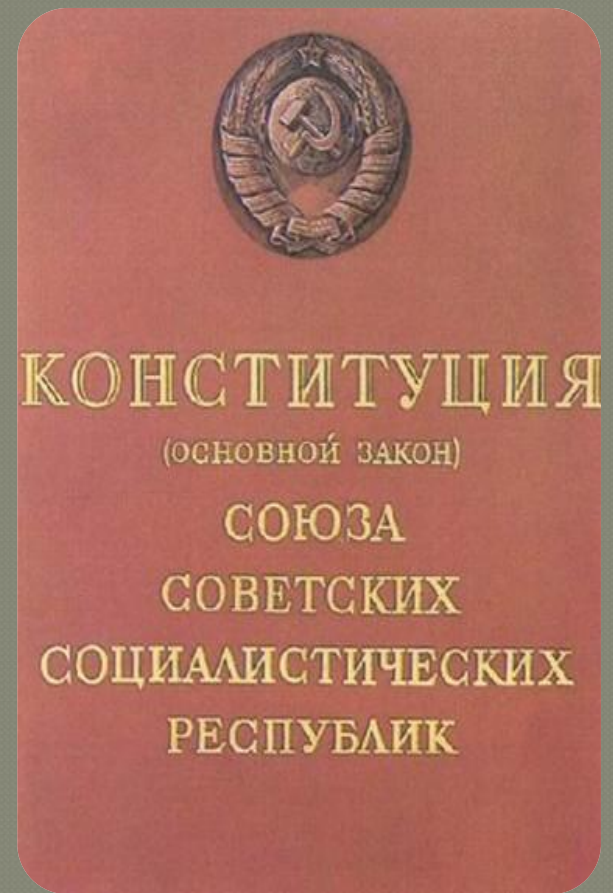 КОНСТИТУЦИЯ
(ОСНОВНОЙ ЗАКОН)
СОЮЗА
СОВЕТСКИХ
СОЦИАЛИСТИЧЕСКИХ
РЕСПУБЛИК